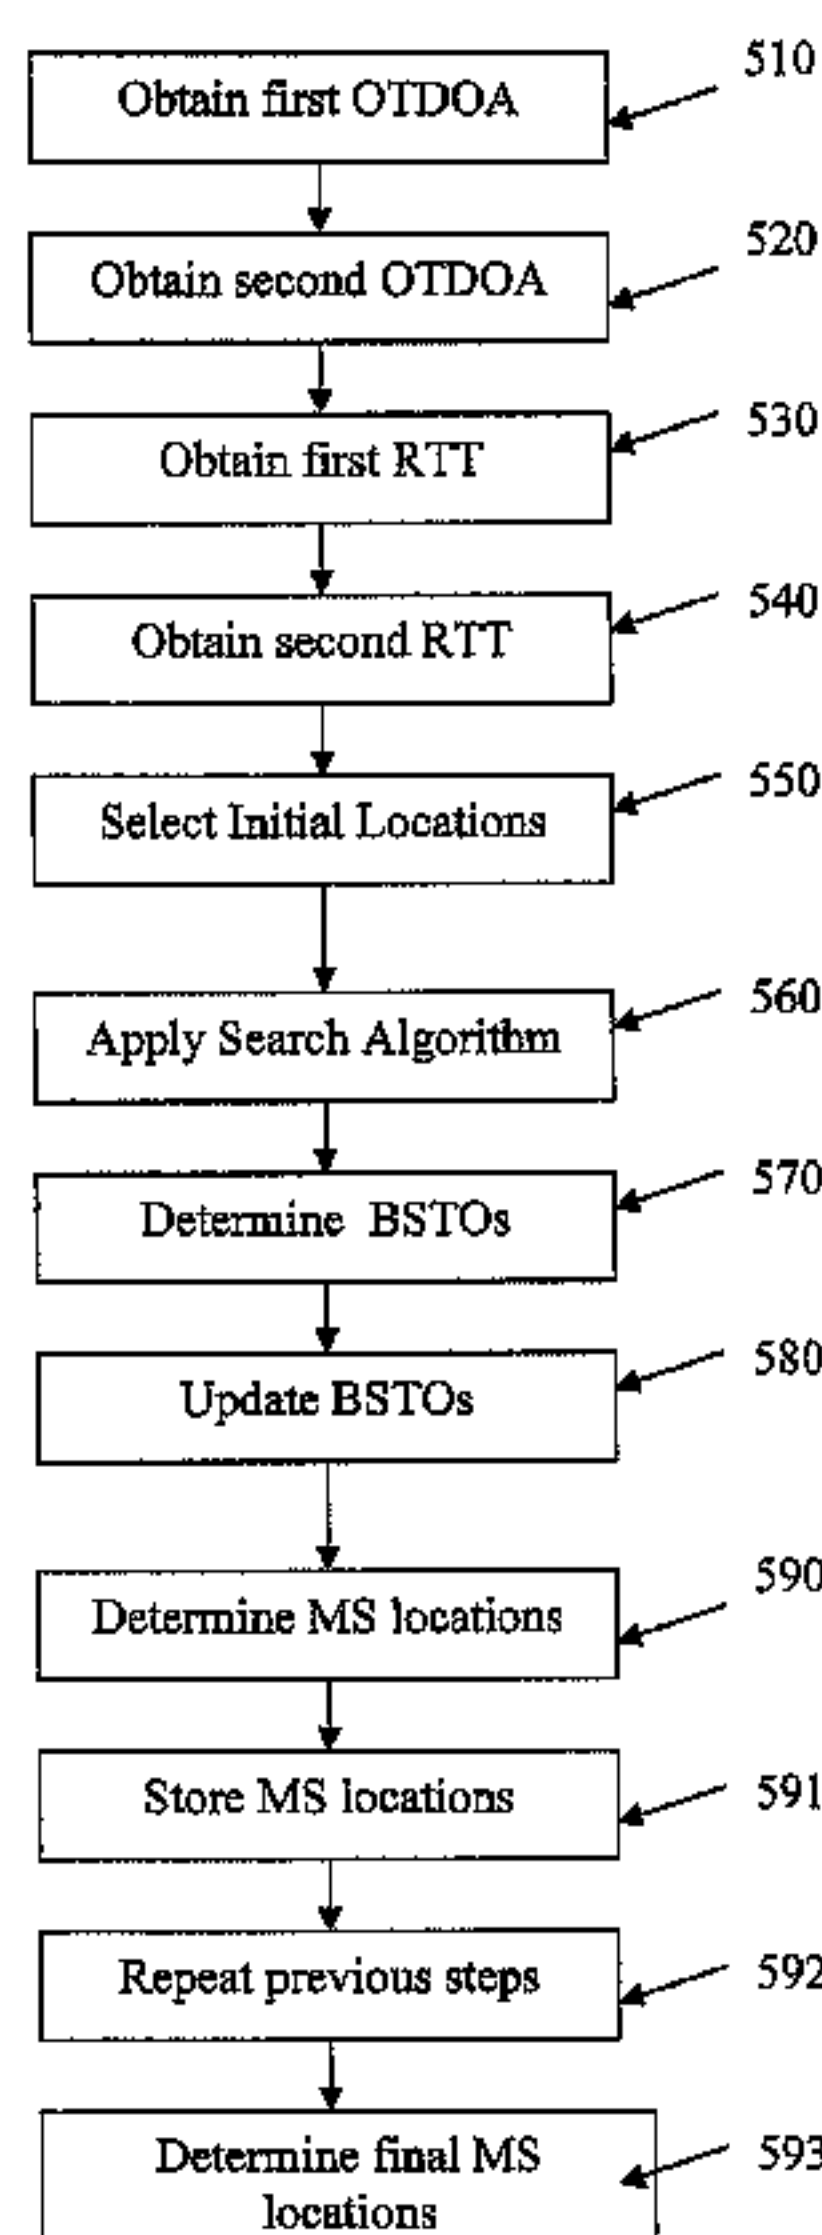 510
Obtain first OTDOA
520
Obtain second OTDOA
530
Obtain first RTT
540
Obtain second RTT
550
Select Initial Locations
560
Apply Search Algorithm
570
Determine BSTOs
580
Update BSTOs
590
Determine MS locations
591
Store MS locations
592
Repeat previous steps
593
Determine final MS
locations